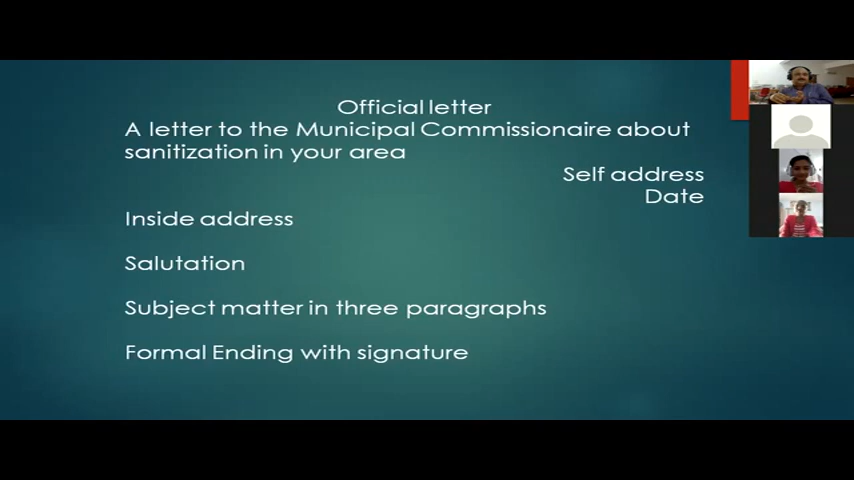 Official letter
A letter to the Municipal Commissionaire about
sanitization in your area
Self address
Date
Inside address
Salutation
Subject matter in three paragraphs
Formal Ending with signature